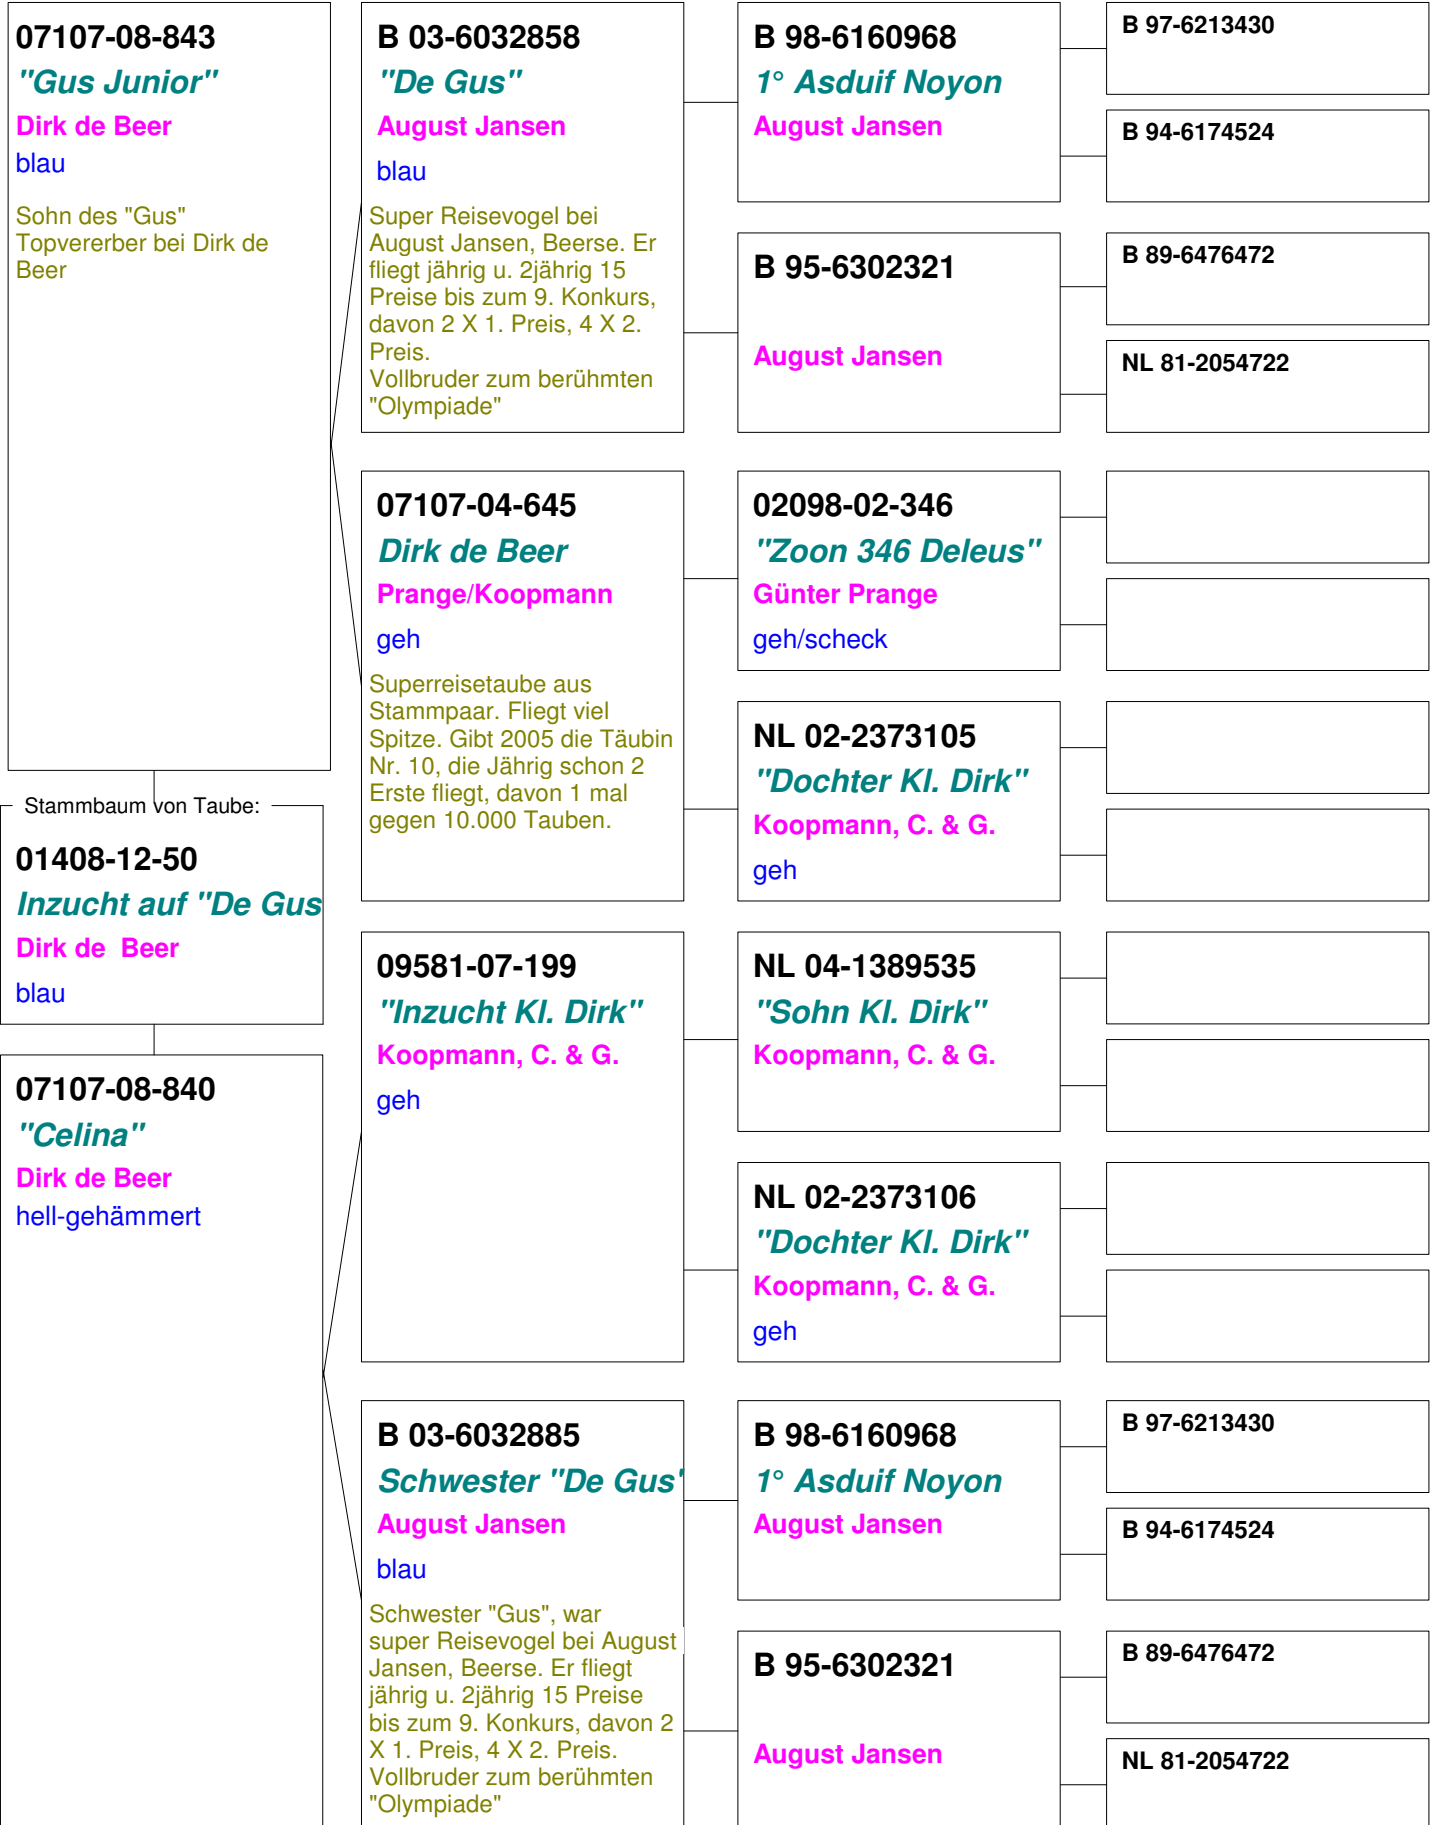 07107-08-843
"Gus Junior"
Dirk de Beer
blau
Sohn des "Gus"
Topvererber bei Dirk de
Beer
Stammbaum von Taube:
01408-12-50
Inzucht auf "De Gus
Dirk de  Beer
blau
07107-08-840
"Celina"
Dirk de Beer
hell-gehämmert
B 03-6032858
"De Gus"
August Jansen
blau
Super Reisevogel bei
August Jansen, Beerse. Er
fliegt jährig u. 2jährig 15
Preise bis zum 9. Konkurs,
davon 2 X 1. Preis, 4 X 2.
Preis.
Vollbruder zum berühmten
"Olympiade"
07107-04-645
Dirk de Beer
Prange/Koopmann
geh
Superreisetaube aus
Stammpaar. Fliegt viel
Spitze. Gibt 2005 die Täubin
Nr. 10, die Jährig schon 2
Erste fliegt, davon 1 mal
gegen 10.000 Tauben.
09581-07-199
"Inzucht Kl. Dirk"
Koopmann, C. & G.
geh
B 03-6032885
Schwester "De Gus"
August Jansen
blau
Schwester "Gus", war
super Reisevogel bei August
Jansen, Beerse. Er fliegt
jährig u. 2jährig 15 Preise
bis zum 9. Konkurs, davon 2
X 1. Preis, 4 X 2. Preis.
Vollbruder zum berühmten
"Olympiade"
B 98-6160968
1° Asduif Noyon
August Jansen
B 95-6302321
August Jansen
02098-02-346
"Zoon 346 Deleus"
Günter Prange
geh/scheck
NL 02-2373105
"Dochter Kl. Dirk"
Koopmann, C. & G.
geh
NL 04-1389535
"Sohn Kl. Dirk"
Koopmann, C. & G.
NL 02-2373106
"Dochter Kl. Dirk"
Koopmann, C. & G.
geh
B 98-6160968
1° Asduif Noyon
August Jansen
B 95-6302321
August Jansen
B 97-6213430
B 94-6174524
B 89-6476472
NL 81-2054722
B 97-6213430
B 94-6174524
B 89-6476472
NL 81-2054722